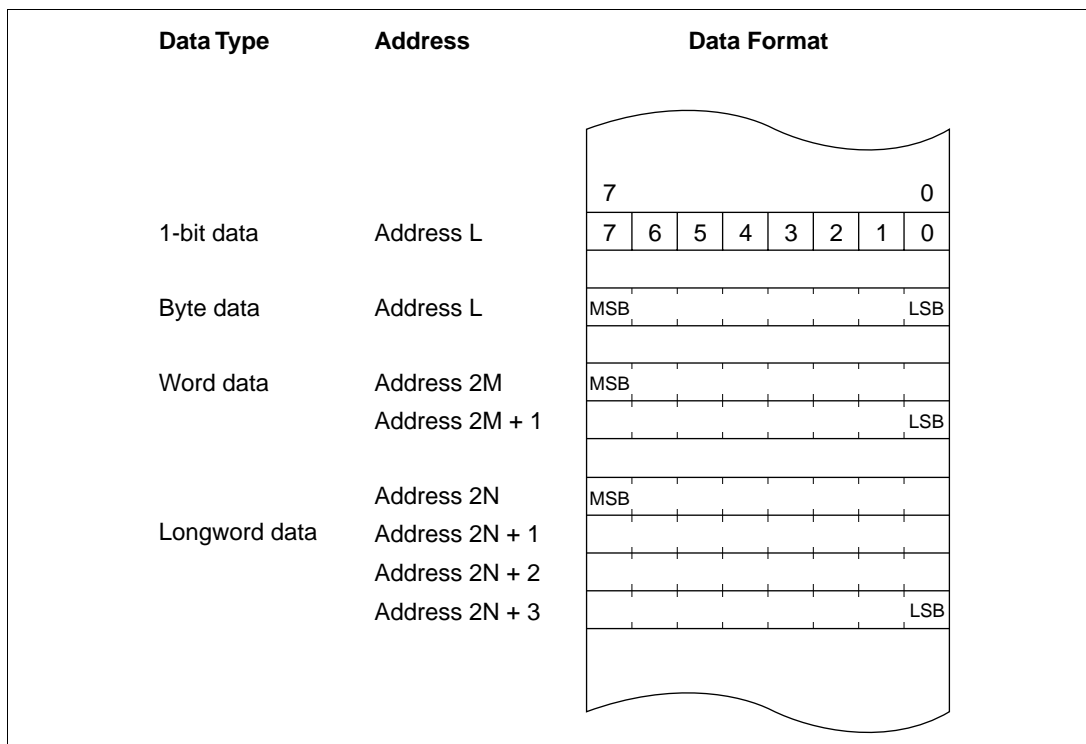 Data Type Address Data Format
7 0
1-bit data Address L 7 6 5 4 3 2 1 0
Byte data Address L MSB LSB
Word data Address 2M MSB
Address 2M + 1 LSB
Address 2N MSB
Longword data Address 2N + 1
Address 2N + 2
Address 2N + 3 LSB